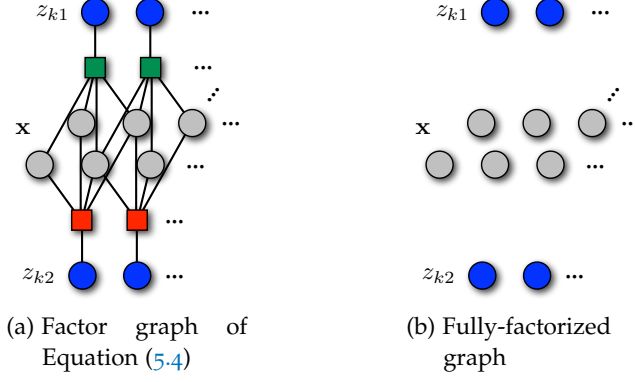 z_{k1} ...
...
...
x ...
...
...
z_{k2} ...
(a) Factor graph of
Equation (5.4)
z_{k1} ...
...
x ..
...
z_{k2} ...
(b) Fully-factorized
graph